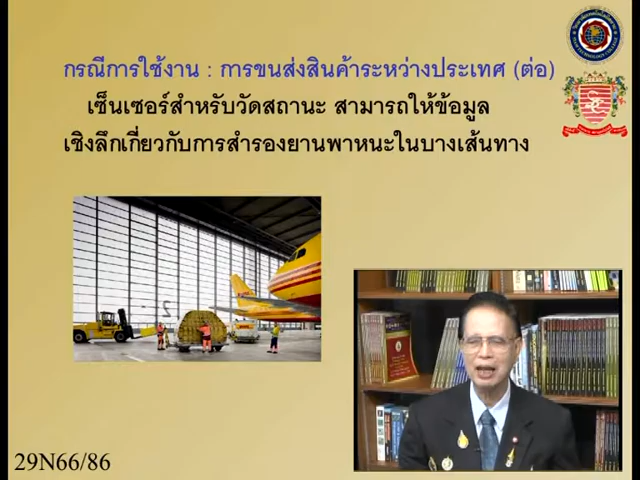 กรณีการใช้งาน : การขนส่งสินค้าระหว่างประเทศ (ต่อ)
เซ็นเซอร์สำหรับวัดสถานะ สามารถให้ข้อมูล
เชิงลึกเกี่ยวกับการสำรองยานพาหนะในบางเส้นทาง
2
29N66/86